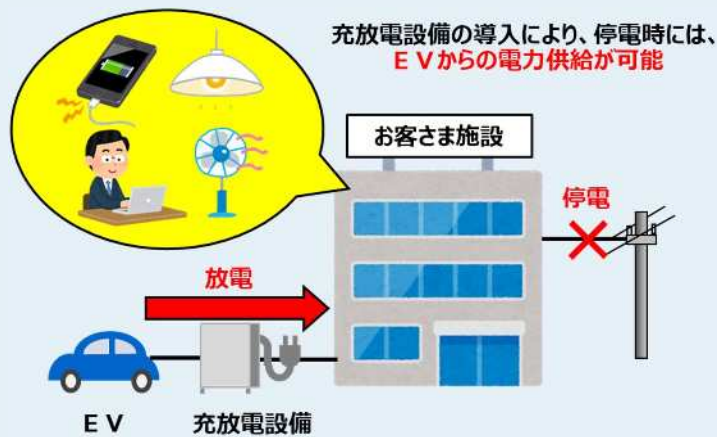 充放電設備の導入により、停電時には、
ＥＶからの電力供給が可能
お客さま施設
停電
放電
ＥＶ
充放電設備